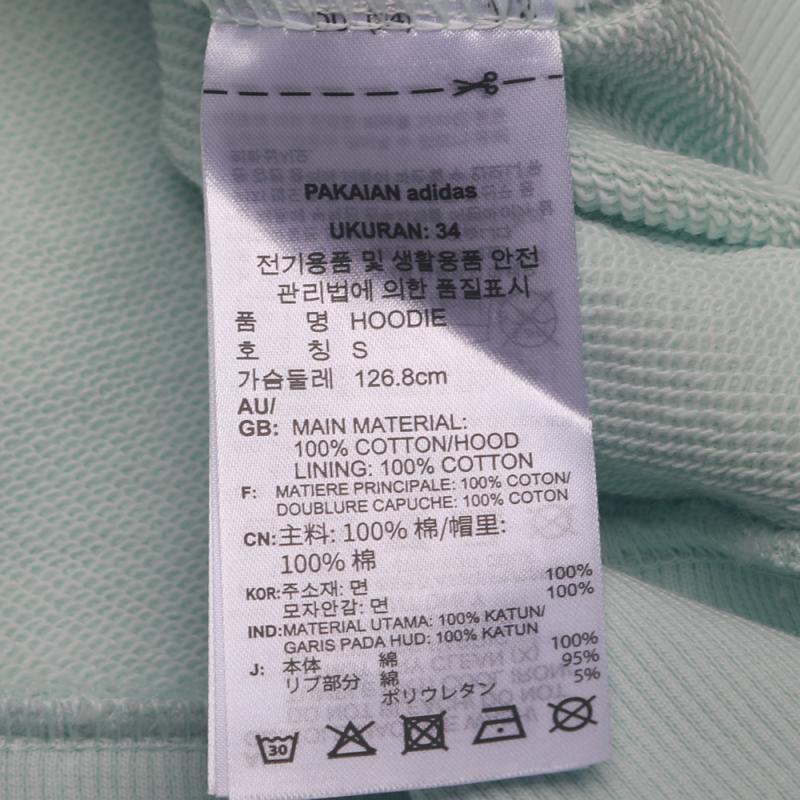 PAKAIAN adidas
UKURAN: 34
전기용품 및 생활용품 안전
관리법에 의한 품질표시
품 명 HOODIE
호 칭 S
가슴둘레 126.8cm
AU/
GB: MAIN MATERIAL:
100% COTTON/HOOD
LINING: 100% COTTON
F: MATIERE PRINCIPALE: 100% COTON/
DOUBLURE CAPUCHE: 100% COTON
CN: 主料: 100% 棉/帽里:
100% 棉
KOR: 주소재: 면 100%
모자안감: 면 100%
IND: MATERIAL UTAMA: 100% KATUN/
GARIS PADA HUD: 100% KATUN
J: 本体 綿 100%
リブ部分 綿 95%
ポリウレタン 5%
30